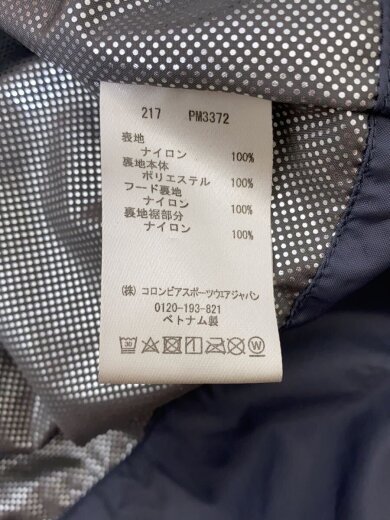 217 PM3372
表地
ナイロン 100%
裏地本体
ポリエステル 100%
フード裏地
ナイロン 100%
裏地裾部分
ナイロン 100%
(株) コロンビアスポーツウエアジャパン
0120-193-821
ベトナム製